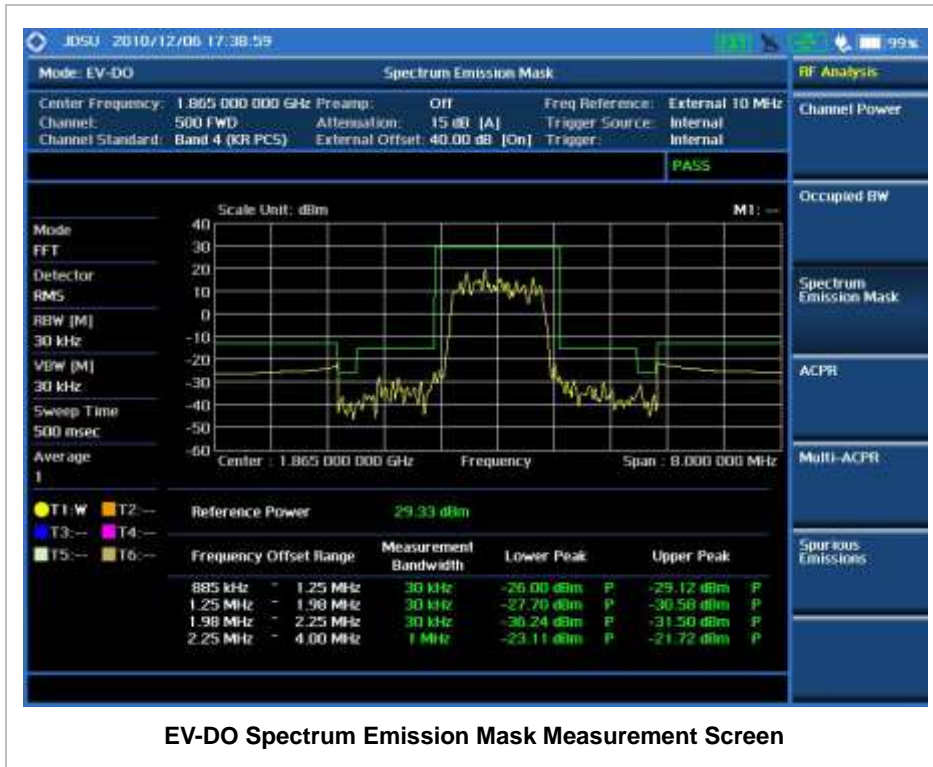 JDSU 2010/12/06 17:38:59
99%
Mode: EV-DO Spectrum Emission Mask
RF Analysis
Center Frequency: 1.865 000 000 GHz Preamp: Off Freq Reference: External 10 MHz
Channel: 500 FWD Attenuation: 15 dB [A] Trigger Source: Internal
Channel Standard: Band 4 (KR PCS) External Offset: 40.00 dB [On] Trigger: Internal
PASS
Channel Power
Occupied BW
Spectrum
Emission Mask
ACPR
Multi-ACPR
Spurious
Emissions
Mode
FFT
Detector
RMS
RBW [M]
30 kHz
VBW [M]
30 kHz
Sweep Time
500 msec
Average
1
T1:W T2:--
T3:-- T4:--
T5:-- T6:--
Scale Unit: dBm M1: --
40
30
20
10
0
-10
-20
-30
-40
-50
-60
Center : 1.865 000 000 GHz Frequency Span : 8.000 000 MHz
Reference Power 29.33 dBm
Frequency Offset Range Measurement Bandwidth Lower Peak Upper Peak
885 kHz ~ 1.25 MHz 30 kHz -26.00 dBm P -29.12 dBm P
1.25 MHz ~ 1.98 MHz 30 kHz -27.70 dBm P -30.58 dBm P
1.98 MHz ~ 2.25 MHz 30 kHz -36.24 dBm P -31.50 dBm P
2.25 MHz ~ 4.00 MHz 1 MHz -23.11 dBm P -21.72 dBm P
EV-DO Spectrum Emission Mask Measurement Screen